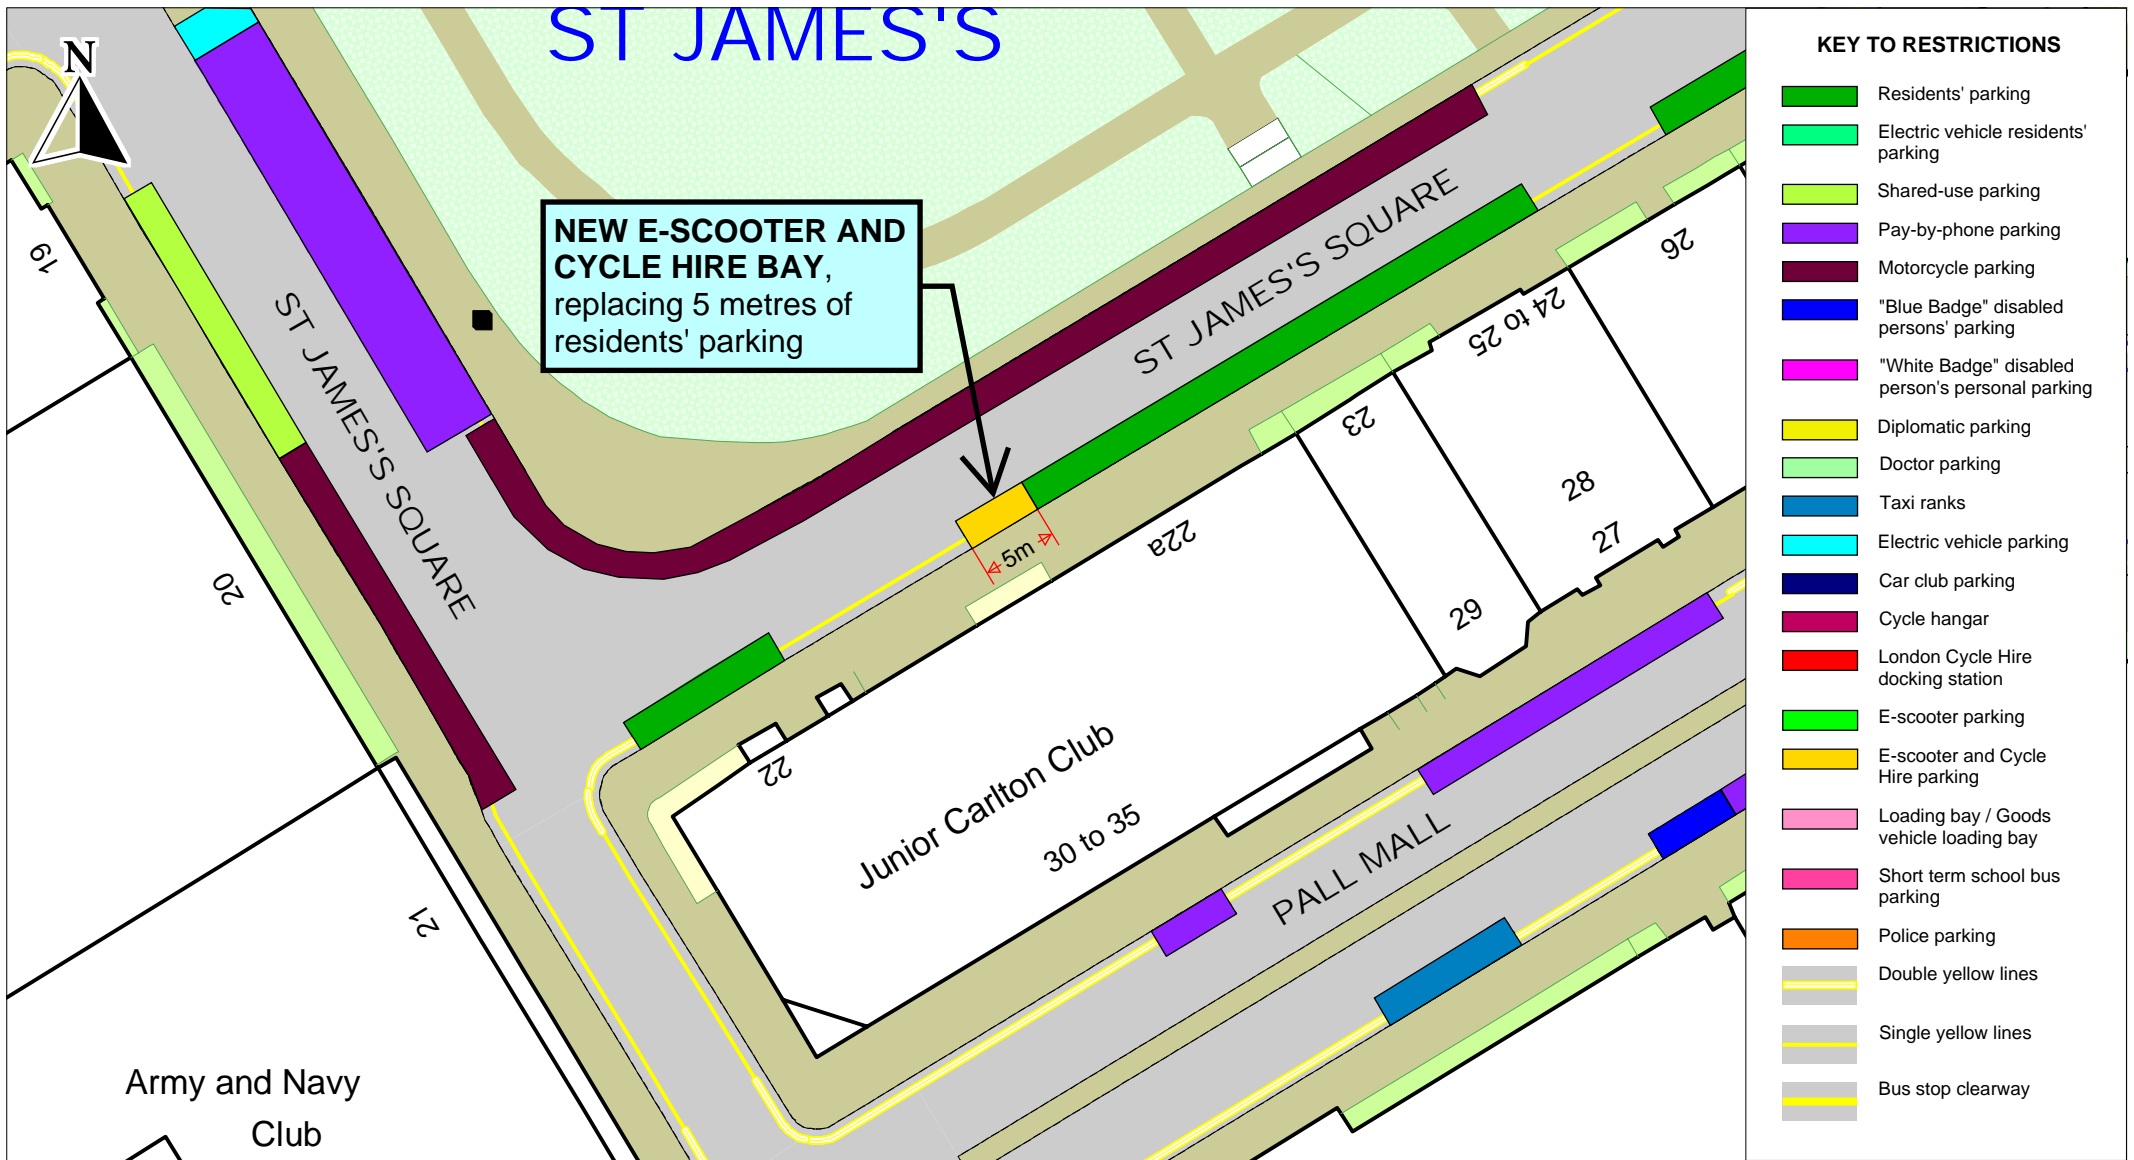 ST JAMES'S
N
NEW E-SCOOTER AND
CYCLE HIRE BAY,
replacing 5 metres of
residents' parking
ST JAMES'S SQUARE
ST JAMES'S SQUARE
19
20
21
22
22a
23
24 to 25
26
27
28
29
5m
Junior Carlton Club
30 to 35
PALL MALL
Army and Navy
Club
KEY TO RESTRICTIONS
Residents' parking
Electric vehicle residents'
parking
Shared-use parking
Pay-by-phone parking
Motorcycle parking
"Blue Badge" disabled
persons' parking
"White Badge" disabled
person's personal parking
Diplomatic parking
Doctor parking
Taxi ranks
Electric vehicle parking
Car club parking
Cycle hangar
London Cycle Hire
docking station
E-scooter parking
E-scooter and Cycle
Hire parking
Loading bay / Goods
vehicle loading bay
Short term school bus
parking
Police parking
Double yellow lines
Single yellow lines
Bus stop clearway